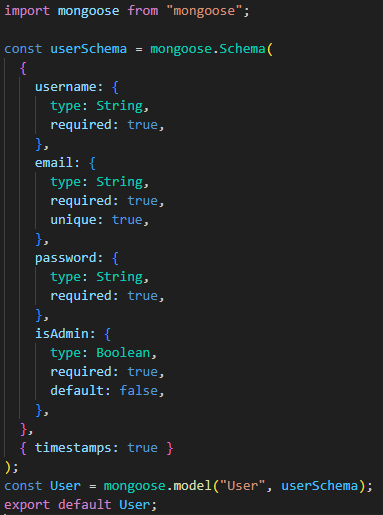 import mongoose from "mongoose";

const userSchema = mongoose.Schema(
  {
    username: {
      type: String,
      required: true,
    },
    email: {
      type: String,
      required: true,
      unique: true,
    },
    password: {
      type: String,
      required: true,
    },
    isAdmin: {
      type: Boolean,
      required: true,
      default: false,
    },
  },
  { timestamps: true }
);
const User = mongoose.model("User", userSchema);
export default User;